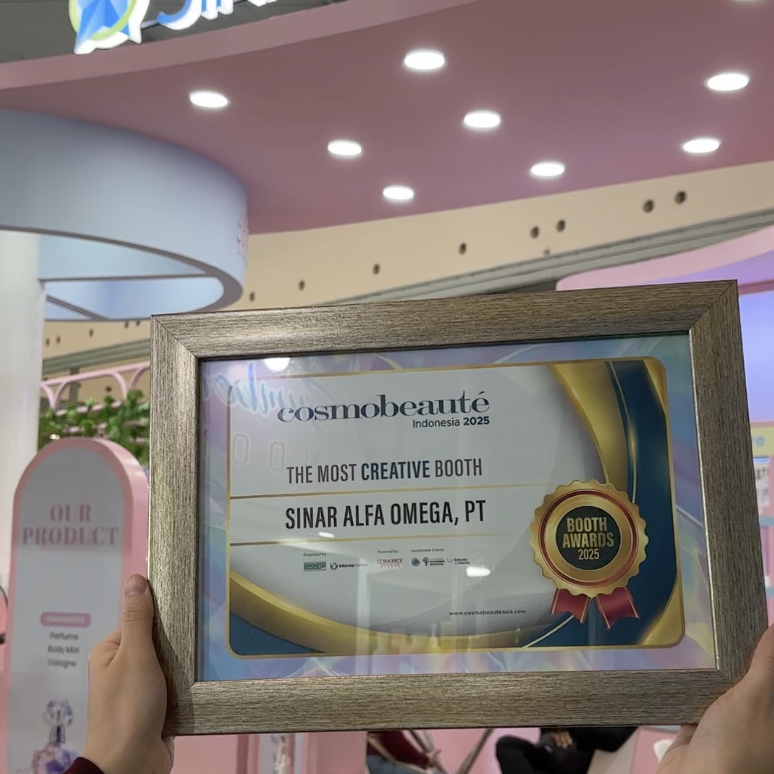 cosmobeauté
Indonesia 2025
THE MOST CREATIVE BOOTH
SINAR ALFA OMEGA, PT
BOOTH
AWARDS
2025
www.cosmobeauteasia.com
OUR
PRODUCT
FRAGRANCE
Perfume
Body Mist
Cologne